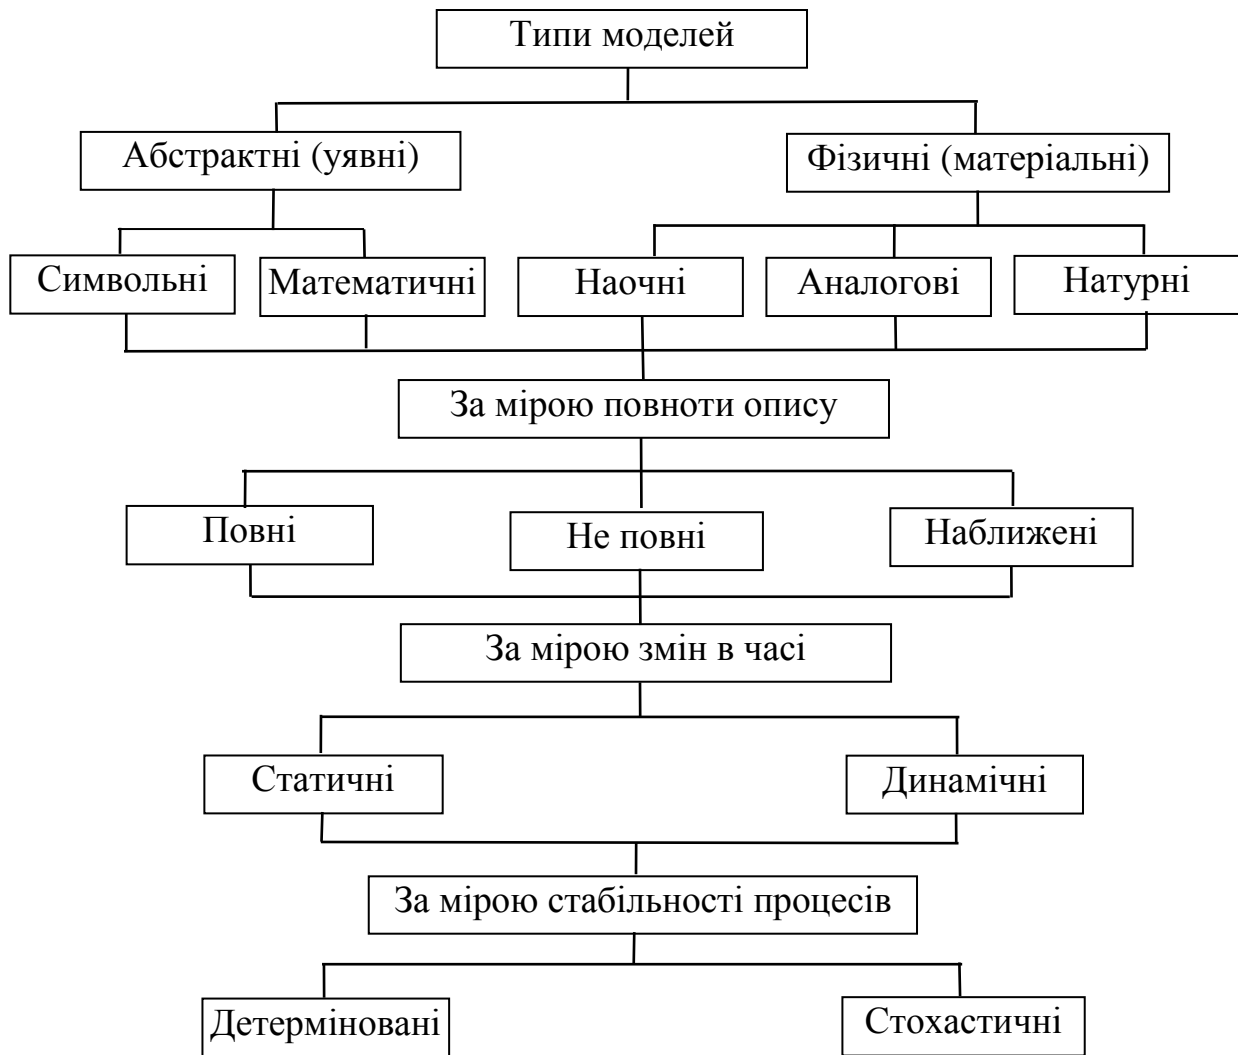 Типи моделей
Абстрактні (уявні)
Фізичні (матеріальні)
Символьні
Математичні
Наочні
Аналогові
Натурні
За мірою повноти опису
Повні
Не повні
Наближені
За мірою змін в часі
Статичні
Динамічні
За мірою стабільності процесів
Детерміновані
Стохастичні